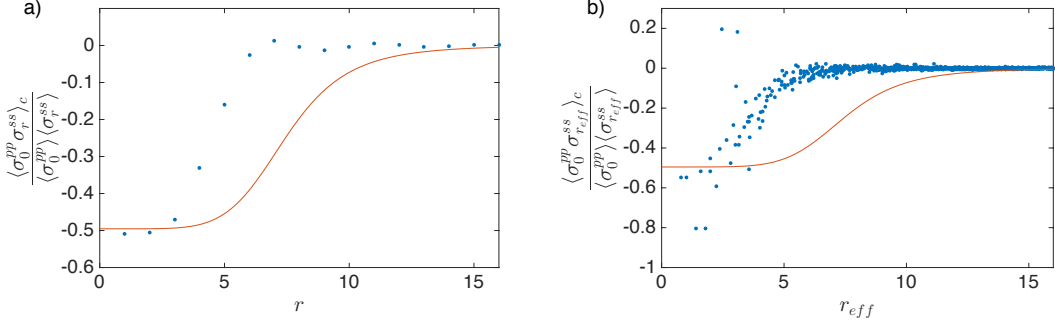 a)
0
-0.1
-0.2
-0.3
-0.4
-0.5
-0.6
0 5 10 15
r
⟨σ_0^{pp} σ_r^{ss}⟩_c
⟨σ_0^{pp}⟩⟨σ_r^{ss}⟩
b)
0.2
0
-0.2
-0.4
-0.6
-0.8
-1
0 5 10 15
r_{eff}
⟨σ_0^{pp} σ_{r_{eff}}^{ss}⟩_c
⟨σ_0^{pp}⟩⟨σ_{r_{eff}}^{ss}⟩